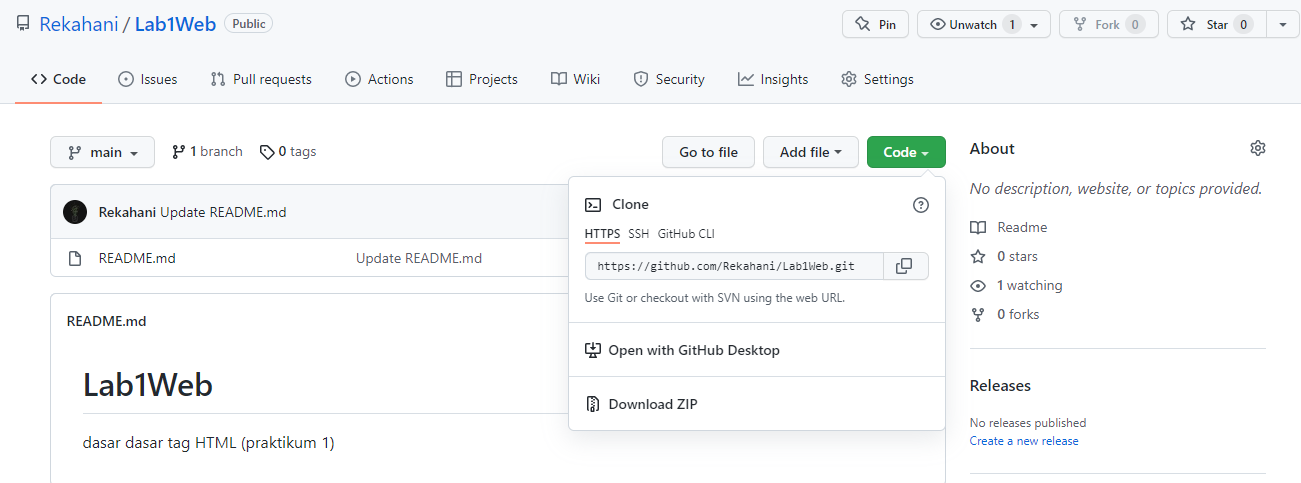 Rekahani / Lab1Web Public
Pin
Unwatch 1
Fork 0
Star 0
Code
Issues
Pull requests
Actions
Projects
Wiki
Security
Insights
Settings
main
1 branch
0 tags
Go to file
Add file
Code
Rekahani Update README.md
README.md Update README.md
README.md
Lab1Web
dasar dasar tag HTML (praktikum 1)
Clone
HTTPS SSH GitHub CLI
https://github.com/Rekahani/Lab1Web.git
Use Git or checkout with SVN using the web URL.
Open with GitHub Desktop
Download ZIP
About
No description, website, or topics provided.
Readme
0 stars
1 watching
0 forks
Releases
No releases published
Create a new release